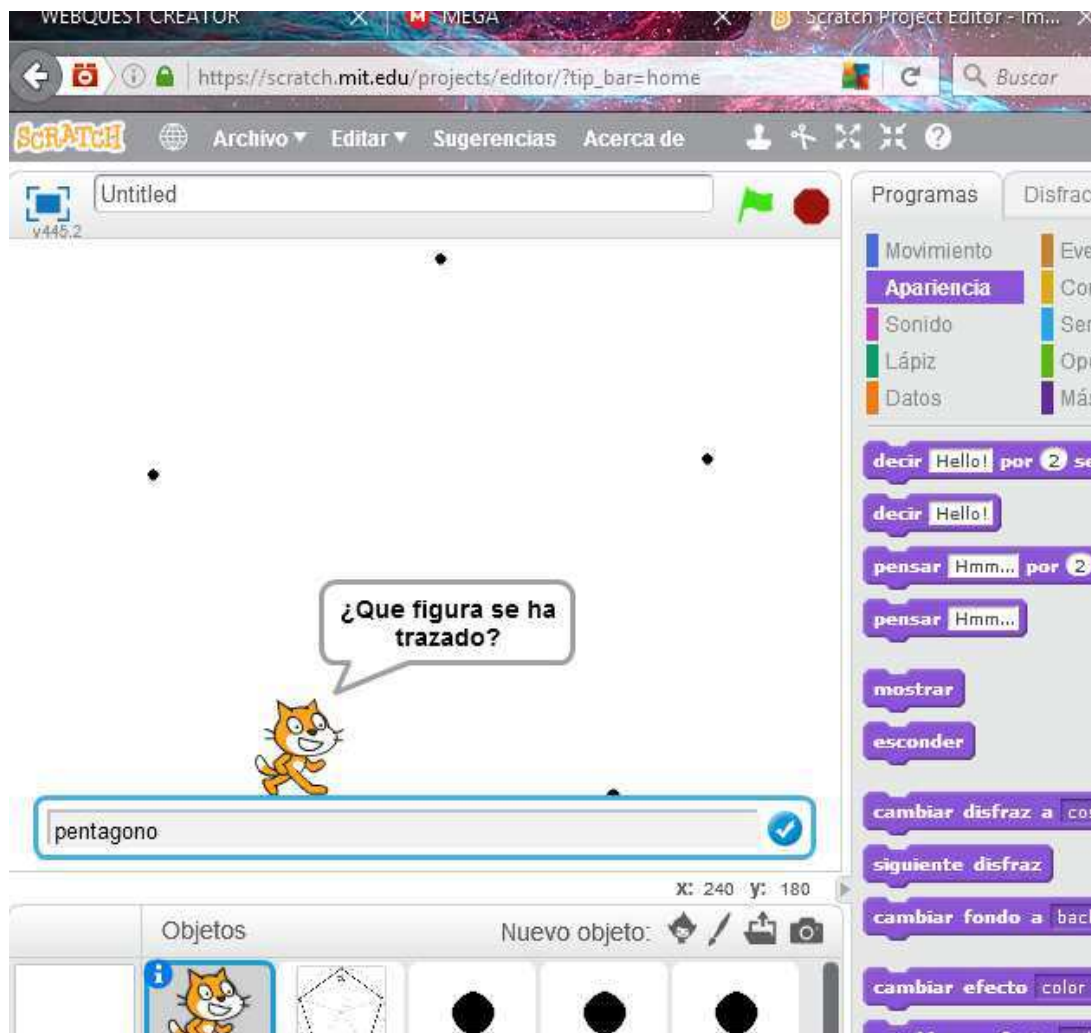 WEBQUEST CREATOR
MEGA
Scratch Project Editor - Im...
https://scratch.mit.edu/projects/editor/?tip_bar=home
Buscar
SCRATCH
Archivo Editar Sugerencias Acerca de
Untitled
v445.2
¿Que figura se ha
trazado?
pentagono
x: 240 y: 180
Objetos
Nuevo objeto:
Programas
Disfrac
Movimiento
Eve
Apariencia
Sonido
Lápiz
Datos
decir Hello! por 2 se
decir Hello!
pensar Hmm... por 2
pensar Hmm...
mostrar
esconder
cambiar disfraz a
siguiente disfraz
cambiar fondo a
cambiar efecto color